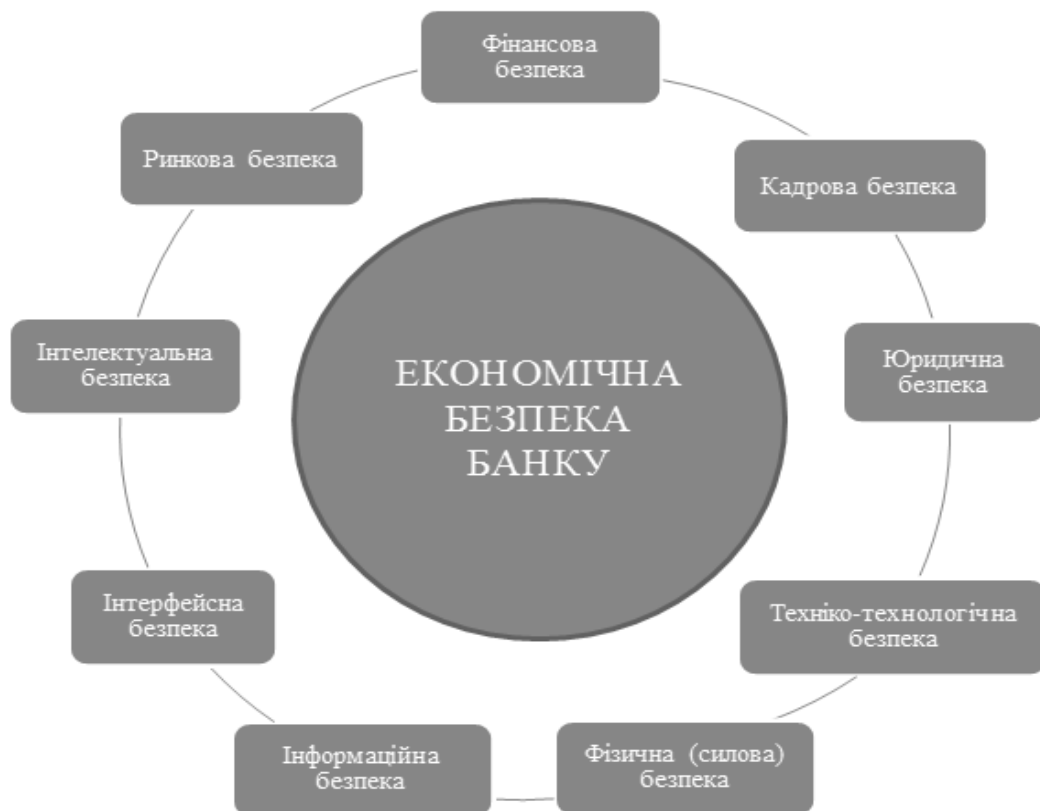 Фінансова
безпека
Ринкова безпека
Кадрова безпека
Інтелектуальна
безпека
ЕКОНОМІЧНА
БЕЗПЕКА
БАНКУ
Юридична
безпека
Інтерфейсна
безпека
Техніко-технологічна
безпека
Інформаційна
безпека
Фізична (силова)
безпека